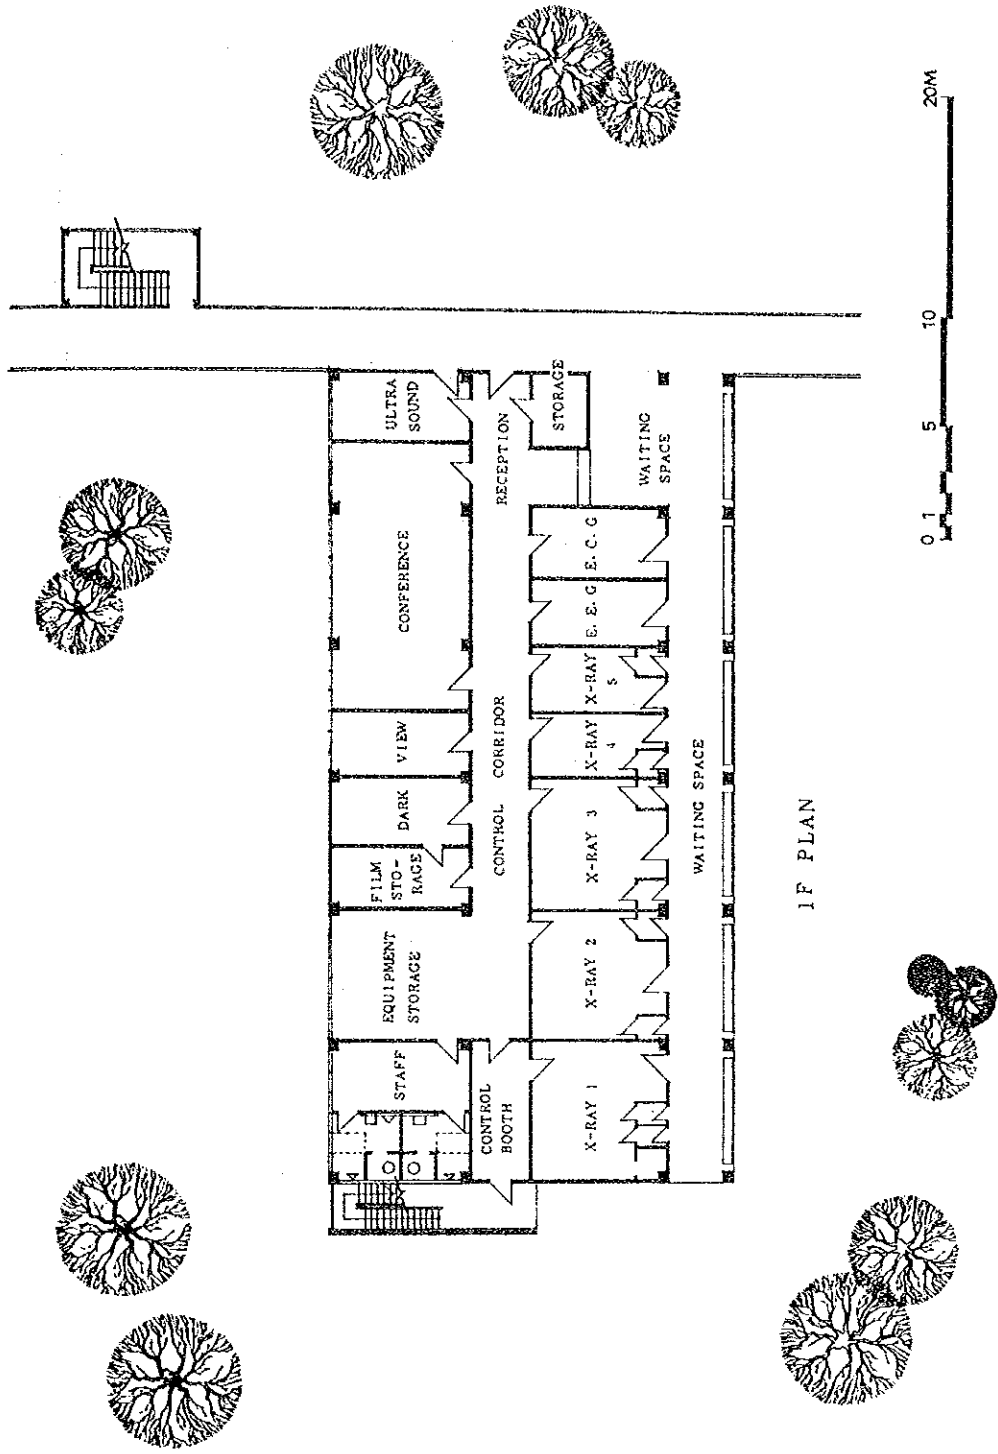 STAFF
EQUIPMENT
STORAGE
FILM
STO-
RAGE
DARK
VIEW
CONFERENCE
ULTRA
SOUND
CONTROL
BOOTH
CONTROL CORRIDOR
RECEPTION
STORAGE
X-RAY 1
X-RAY 2
X-RAY 3
X-RAY
4
X-RAY
5
E. E. G
E. C. G
WAITING
SPACE
WAITING SPACE
1F PLAN
0 1 5 10 20M